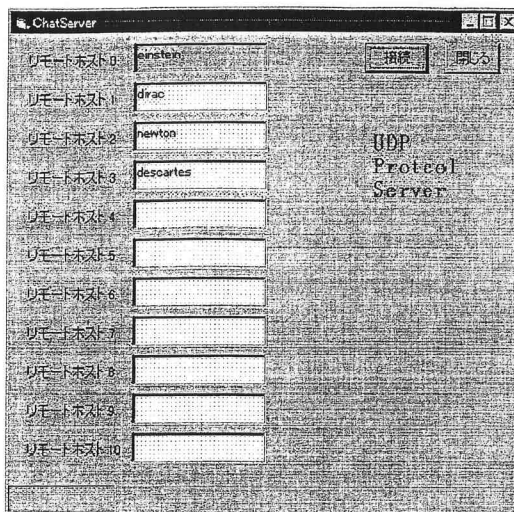 ChatServer
リモートホスト0 einstein 接続 閉じる
リモートホスト1 dirac
リモートホスト2 newton
リモートホスト3 descartes
リモートホスト4
リモートホスト5
リモートホスト6
リモートホスト7
リモートホスト8
リモートホスト9
リモートホスト10
UDP
Protcol
Server